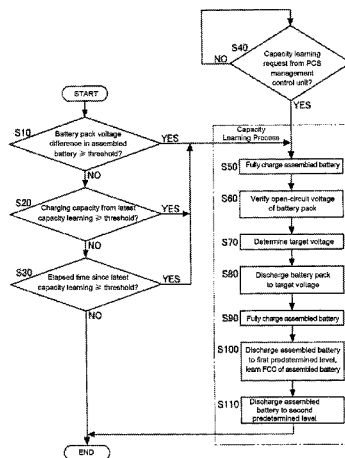 S40
Capacity learning
request from PCS
management
control unit?
NO
YES
START
S10
Battery pack voltage
difference in assembled
battery ≥ threshold?
YES
NO
S20
Charging capacity from latest
capacity learning ≥ threshold?
YES
NO
S30
Elapsed time since latest
capacity learning ≥ threshold?
YES
NO
Capacity
Learning Process
S50
Fully charge assembled battery
S60
Verify open-circuit voltage
of battery pack
S70
Determine target voltage
S80
Discharge battery pack
to target voltage
S90
Fully charge assembled battery
S100
Discharge assembled battery
to first predetermined level,
learn FCC of assembled battery
S110
Discharge assembled
battery to second
predetermined level
END